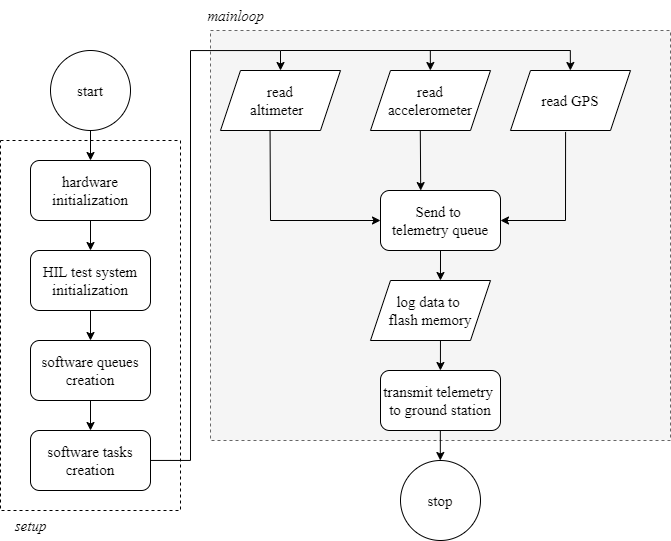 mainloop
start
read
altimeter
read
accelerometer
read GPS
hardware
initialization
Send to
telemetry queue
HIL test system
initialization
log data to
flash memory
software queues
creation
transmit telemetry
to ground station
software tasks
creation
stop
setup